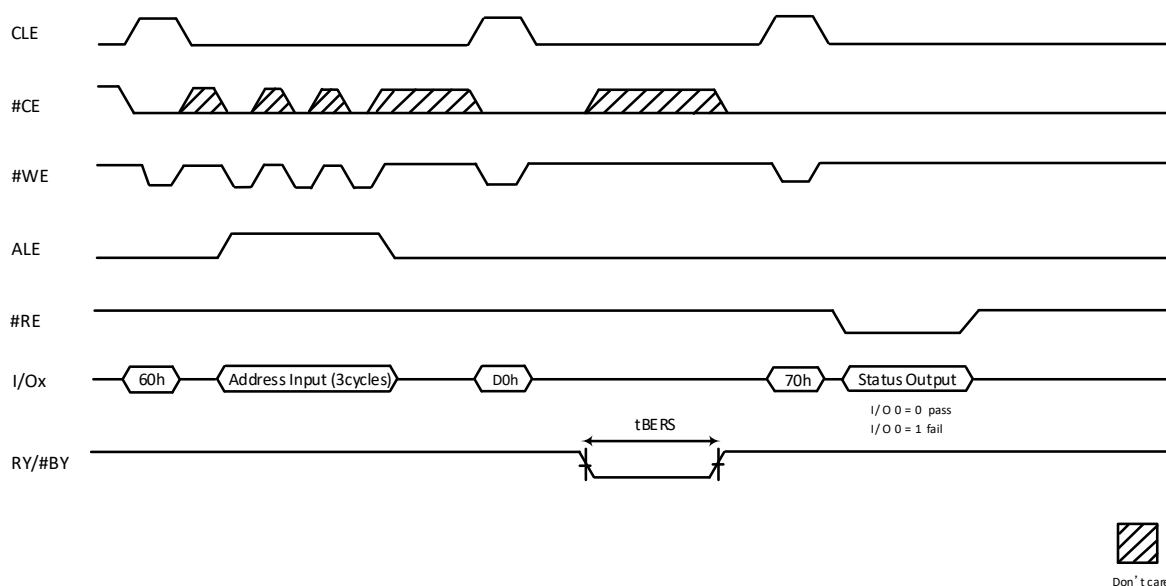 CLE
#CE
#WE
ALE
#RE
I/Ox 60h Address Input (3cycles) D0h 70h Status Output
I/O 0 = 0 pass
I/O 0 = 1 fail
tBERS
RY/#BY
Don't care